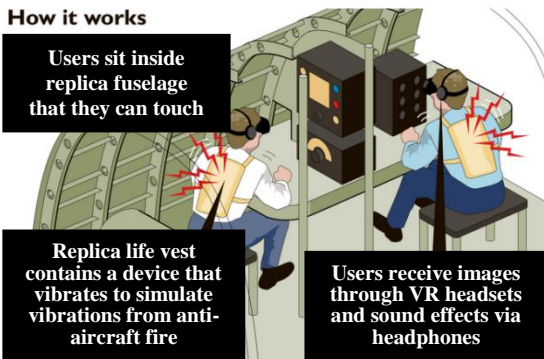 How it works
Users sit inside
replica fuselage
that they can touch
Replica life vest
contains a device that
vibrates to simulate
vibrations from anti-
aircraft fire
Users receive images
through VR headsets
and sound effects via
headphones